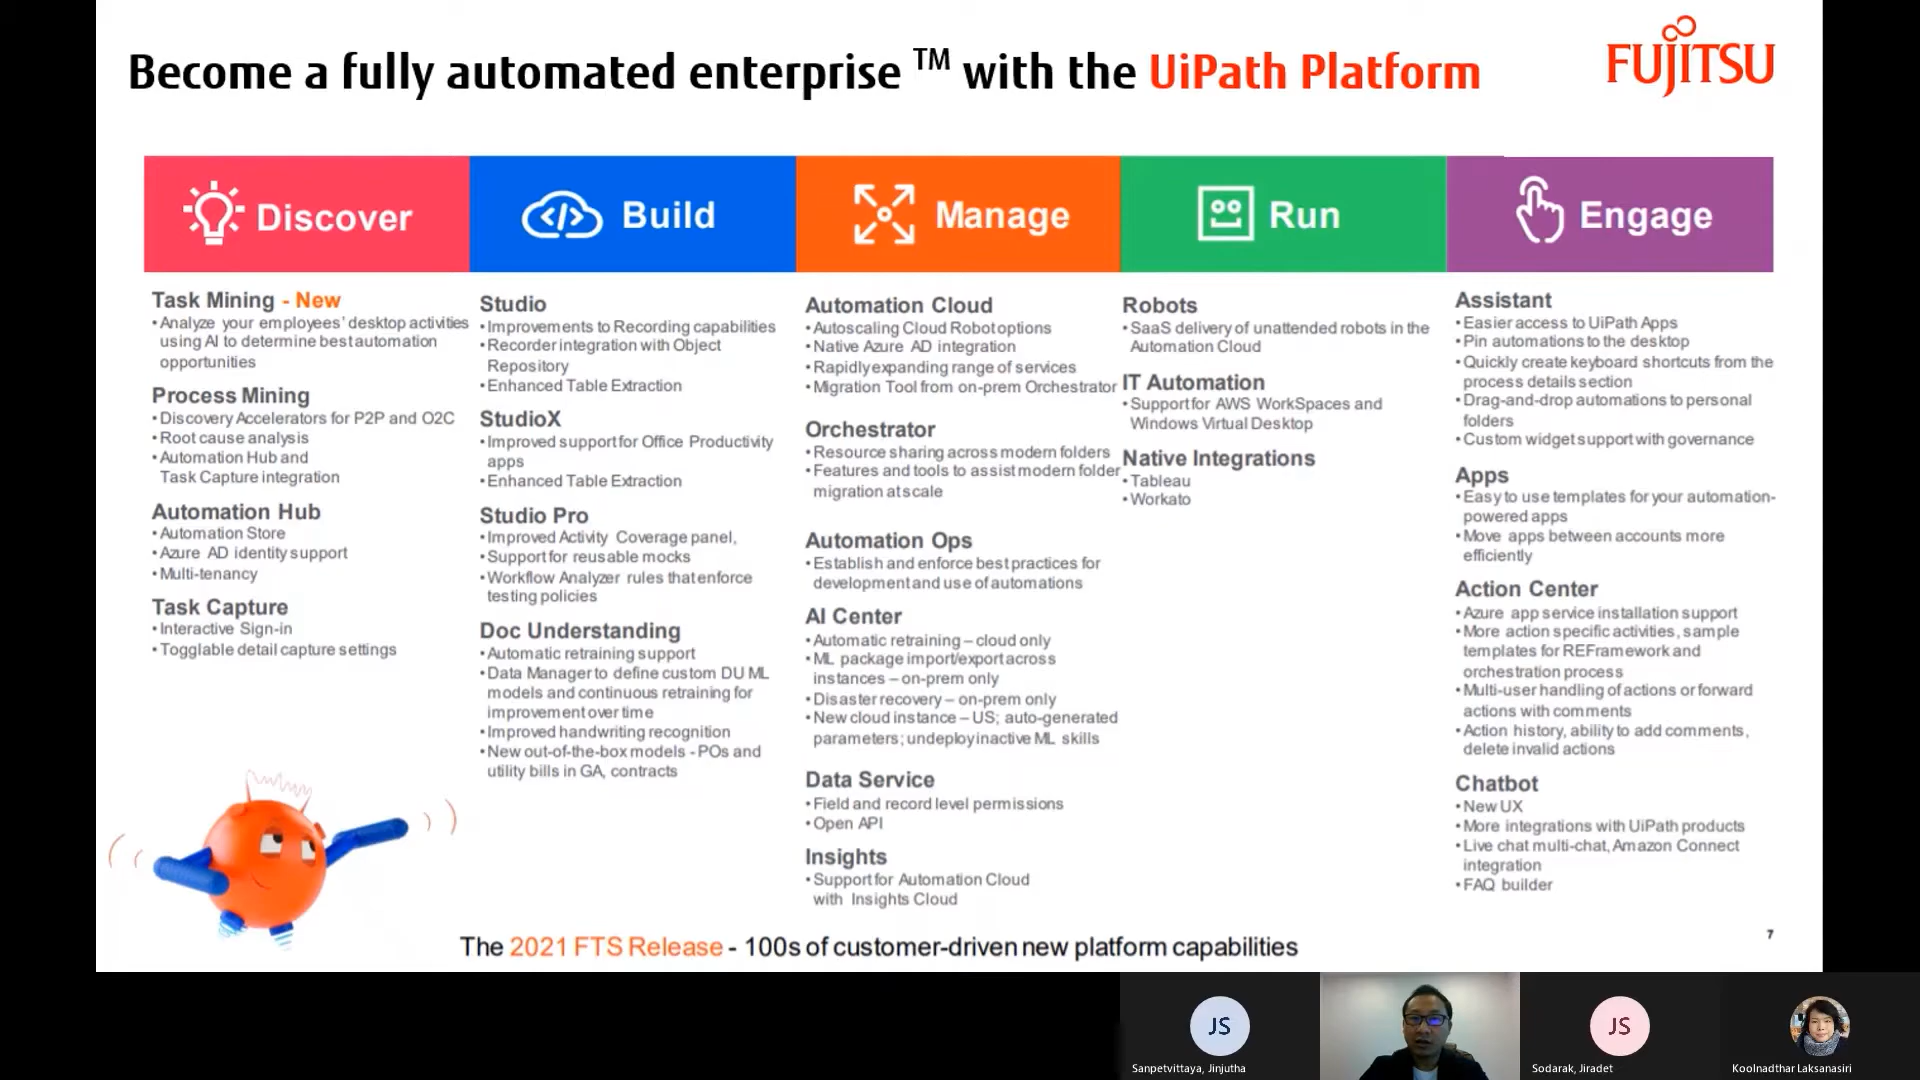 Become a fully automated enterprise ™ with the UiPath Platform
FUJITSU
Discover
Build
Manage
Run
Engage
Task Mining - New
• Analyze your employees' desktop activities
using AI to determine best automation
opportunities
Process Mining
• Discovery Accelerators for P2P and O2C
• Root cause analysis
• Automation Hub and
Task Capture integration
Automation Hub
• Automation Store
• Azure AD identity support
• Multi-tenancy
Task Capture
• Interactive Sign-in
• Togglable detail capture settings
Studio
• Improvements to Recording capabilities
• Recorder integration with Object
Repository
• Enhanced Table Extraction
StudioX
• Improved support for Office Productivity
apps
• Enhanced Table Extraction
Studio Pro
• Improved Activity Coverage panel,
• Support for reusable mocks
• Workflow Analyzer rules that enforce
testing policies
Doc Understanding
• Automatic retraining support
• Data Manager to define custom DU ML
models and continuous retraining for
improvement over time
• Improved handwriting recognition
• New out-of-the-box models - POs and
utility bills in GA, contracts
Automation Cloud
• Autoscaling Cloud Robot options
• Native Azure AD integration
• Rapidly expanding range of services
• Migration Tool from on-prem Orchestrator
Orchestrator
• Resource sharing across modern folders
• Features and tools to assist modern folder
migration at scale
Automation Ops
• Establish and enforce best practices for
development and use of automations
AI Center
• Automatic retraining – cloud only
• ML package import/export across
instances – on-prem only
• Disaster recovery – on-prem only
• New cloud instance – US; auto-generated
parameters; undeploy inactive ML skills
Data Service
• Field and record level permissions
• Open API
Insights
• Support for Automation Cloud
with Insights Cloud
Robots
• SaaS delivery of unattended robots in the
Automation Cloud
IT Automation
• Support for AWS WorkSpaces and
Windows Virtual Desktop
Native Integrations
• Tableau
• Workato
Assistant
• Easier access to UiPath Apps
• Pin automations to the desktop
• Quickly create keyboard shortcuts from the
process details section
• Drag-and-drop automations to personal
folders
• Custom widget support with governance
Apps
• Easy to use templates for your automation-
powered apps
• Move apps between accounts more
efficiently
Action Center
• Azure app service installation support
• More action specific activities, sample
templates for REFramework and
orchestration process
• Multi-user handling of actions or forward
actions with comments
• Action history, ability to add comments,
delete invalid actions
Chatbot
• New UX
• More integrations with UiPath products
• Live chat multi-chat, Amazon Connect
integration
• FAQ builder
The 2021 FTS Release - 100s of customer-driven new platform capabilities
7
JS
Sanpetvittaya, Jinjutha
JS
Sodarak, Jiradet
Koolnadthar Laksanasiri